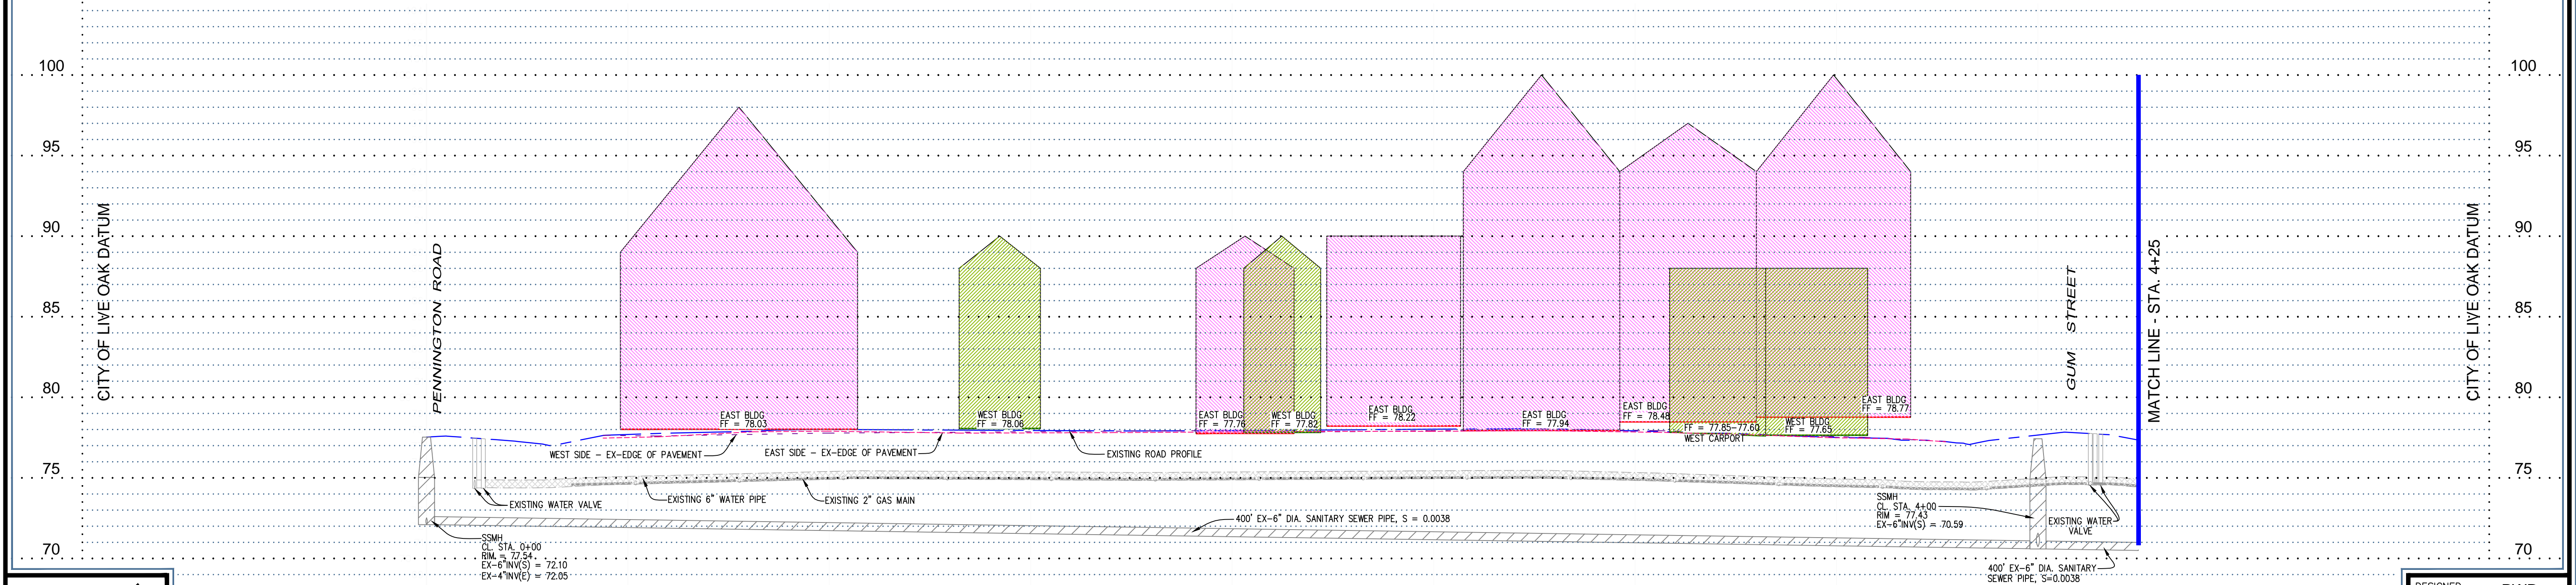 100
95
90
85
80
75
70
CITY OF LIVE OAK DATUM
PENNINGTON ROAD
EAST BLDG
FF = 78.03
WEST BLDG
FF = 78.06
EAST BLDG
FF = 77.76
WEST BLDG
FF = 77.82
EAST BLDG
FF = 78.22
EAST BLDG
FF = 77.94
EAST BLDG
FF = 78.48
FF = 77.85-77.60
WEST CARPORT
WEST BLDG
FF = 77.65
EAST BLDG
FF = 78.77
WEST SIDE - EX-EDGE OF PAVEMENT
EAST SIDE - EX-EDGE OF PAVEMENT
EXISTING ROAD PROFILE
EXISTING WATER VALVE
EXISTING 6" WATER PIPE
EXISTING 2" GAS MAIN
400' EX-6" DIA. SANITARY SEWER PIPE, S = 0.0038
SSMH
CL. STA. 0+00
RIM. = 77.54
EX-6"INV(S) = 72.10
EX-4"INV(E) = 72.05
SSMH
CL. STA. 4+00
RIM = 77.43
EX-6"INV(S) = 70.59
EXISTING WATER
VALVE
400' EX-6" DIA. SANITARY
SEWER PIPE, S=0.0038
GUM STREET
MATCH LINE - STA. 4+25
CITY OF LIVE OAK DATUM
100
95
90
85
80
75
70